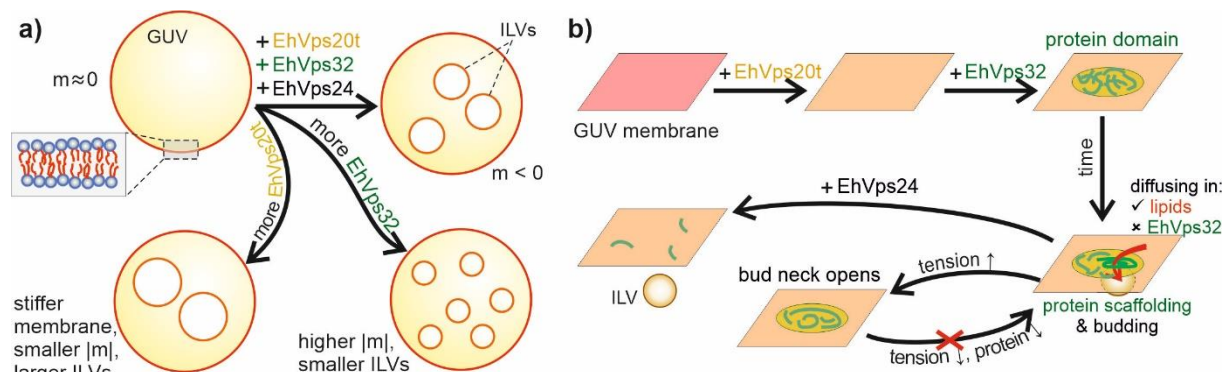 a)
GUV
m≈0
+ EhVps20t
+ EhVps32
+ EhVps24
ILVs
m < 0
more EhVps20t
more EhVps32
stiffer
membrane,
smaller |m|,
larger ILVs
higher |m|,
smaller ILVs
b)
GUV membrane
+ EhVps20t
+ EhVps32
protein domain
time
diffusing in:
✓ lipids
× EhVps32
protein scaffolding
& budding
+ EhVps24
ILV
bud neck opens
tension ↑
tension ↓, protein ↘